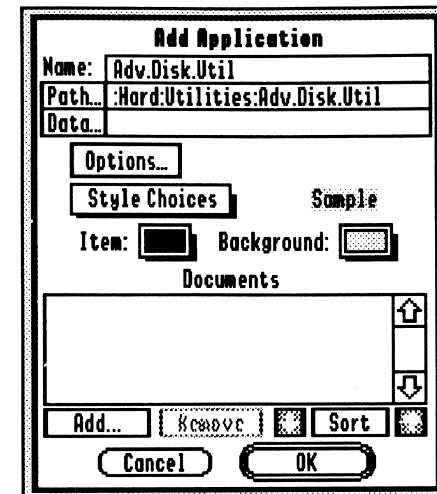 Add Application
Name: Adv.Disk.Util
Path… :Hard:Utilities:Adv.Disk.Util
Data…
Options…
Style Choices Sample
Item: Background:
Documents
Add… Remove Sort
Cancel OK